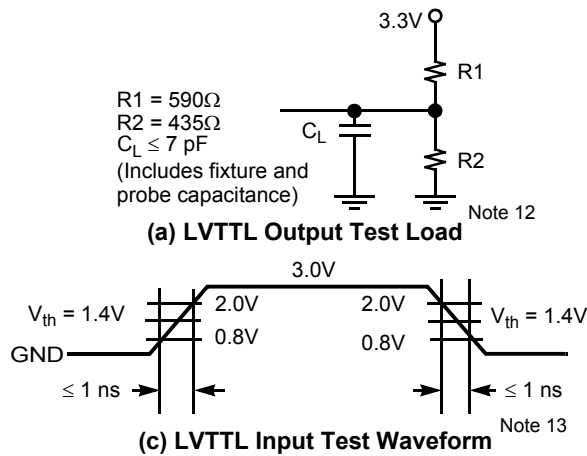 3.3V
R1
R1 = 590Ω
R2 = 435Ω
C_L ≤ 7 pF
(Includes fixture and
probe capacitance)
C_L
R2
Note 12
(a) LVTTL Output Test Load
3.0V
V_th = 1.4V
2.0V
0.8V
2.0V
0.8V
V_th = 1.4V
GND
≤ 1 ns
≤ 1 ns
Note 13
(c) LVTTL Input Test Waveform